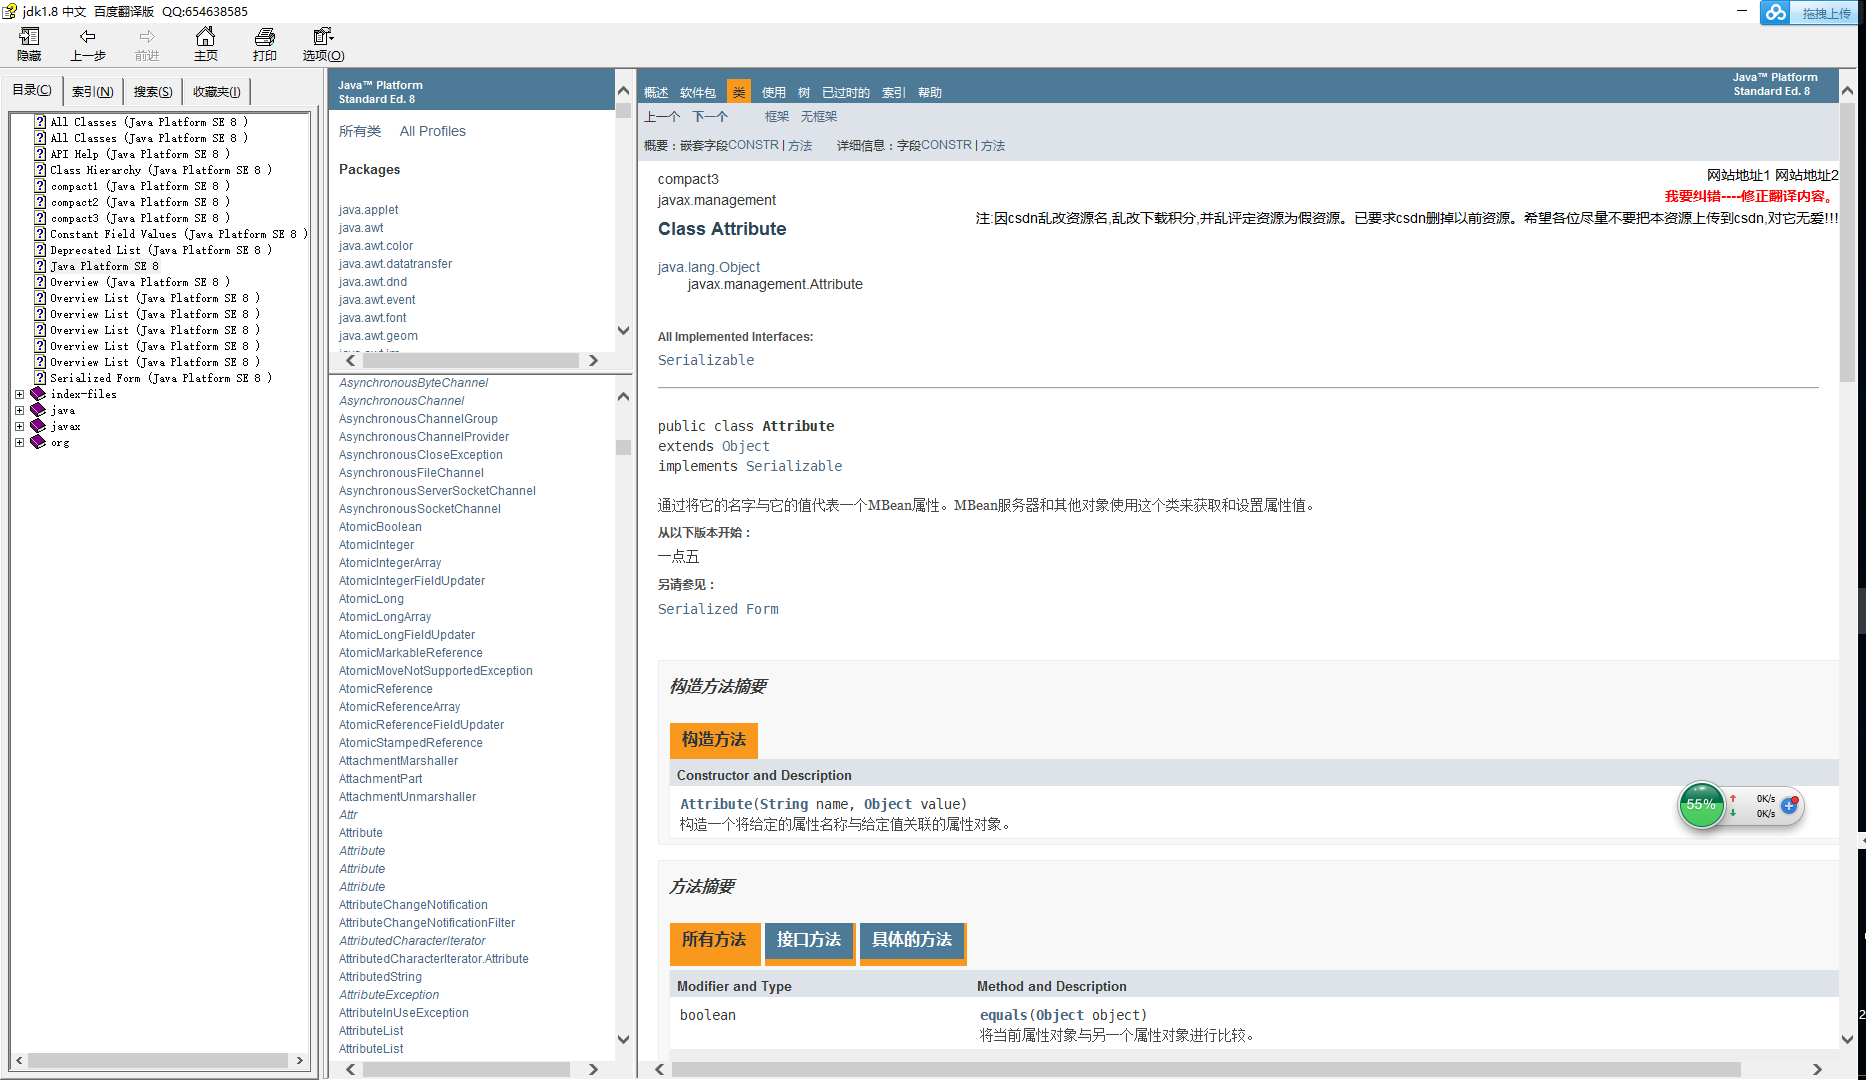 jdk1.8 中文 百度翻译版 QQ:654638585
拖拽上传
隐藏 上一步 前进 主页 打印 选项(O)
目录(C) 索引(N) 搜索(S) 收藏夹(I)
All Classes (Java Platform SE 8 )
All Classes (Java Platform SE 8 )
API Help (Java Platform SE 8 )
Class Hierarchy (Java Platform SE 8 )
compact1 (Java Platform SE 8 )
compact2 (Java Platform SE 8 )
compact3 (Java Platform SE 8 )
Constant Field Values (Java Platform SE 8 )
Deprecated List (Java Platform SE 8 )
Java Platform SE 8
Overview (Java Platform SE 8 )
Overview List (Java Platform SE 8 )
Overview List (Java Platform SE 8 )
Overview List (Java Platform SE 8 )
Overview List (Java Platform SE 8 )
Overview List (Java Platform SE 8 )
Serialized Form (Java Platform SE 8 )
index-files
java
javax
org
Java™ Platform
Standard Ed. 8
所有类 All Profiles
Packages
java.applet
java.awt
java.awt.color
java.awt.datatransfer
java.awt.dnd
java.awt.event
java.awt.font
java.awt.geom
AsynchronousByteChannel
AsynchronousChannel
AsynchronousChannelGroup
AsynchronousChannelProvider
AsynchronousCloseException
AsynchronousFileChannel
AsynchronousServerSocketChannel
AsynchronousSocketChannel
AtomicBoolean
AtomicInteger
AtomicIntegerArray
AtomicIntegerFieldUpdater
AtomicLong
AtomicLongArray
AtomicLongFieldUpdater
AtomicMarkableReference
AtomicMoveNotSupportedException
AtomicReference
AtomicReferenceArray
AtomicReferenceFieldUpdater
AtomicStampedReference
AttachmentMarshaller
AttachmentPart
AttachmentUnmarshaller
Attr
Attribute
Attribute
Attribute
Attribute
AttributeChangeNotification
AttributeChangeNotificationFilter
AttributedCharacterIterator
AttributedCharacterIterator.Attribute
AttributedString
AttributeException
AttributeInUseException
AttributeList
AttributeList
概述 软件包 类 使用 树 已过时的 索引 帮助
Java™ Platform
Standard Ed. 8
上一个 下一个 框架 无框架
概要：嵌套字段CONSTR | 方法 详细信息：字段CONSTR | 方法
网站地址1 网站地址2
我要纠错----修正翻译内容。
注:因csdn乱改资源名,乱改下载积分,并乱评定资源为假资源。已要求csdn删掉以前资源。希望各位尽量不要把本资源上传到csdn,对它无爱!!!
compact3
javax.management
Class Attribute
java.lang.Object
javax.management.Attribute
All Implemented Interfaces:
Serializable
public class Attribute
extends Object
implements Serializable
通过将它的名字与它的值代表一个MBean属性。MBean服务器和其他对象使用这个类来获取和设置属性值。
从以下版本开始：
一点五
另请参见：
Serialized Form
构造方法摘要
构造方法
Constructor and Description
Attribute(String name, Object value)
构造一个将给定的属性名称与给定值关联的属性对象。
55% 0K/s
0K/s
方法摘要
所有方法 接口方法 具体的方法
Modifier and Type Method and Description
boolean equals(Object object)
将当前属性对象与另一个属性对象进行比较。